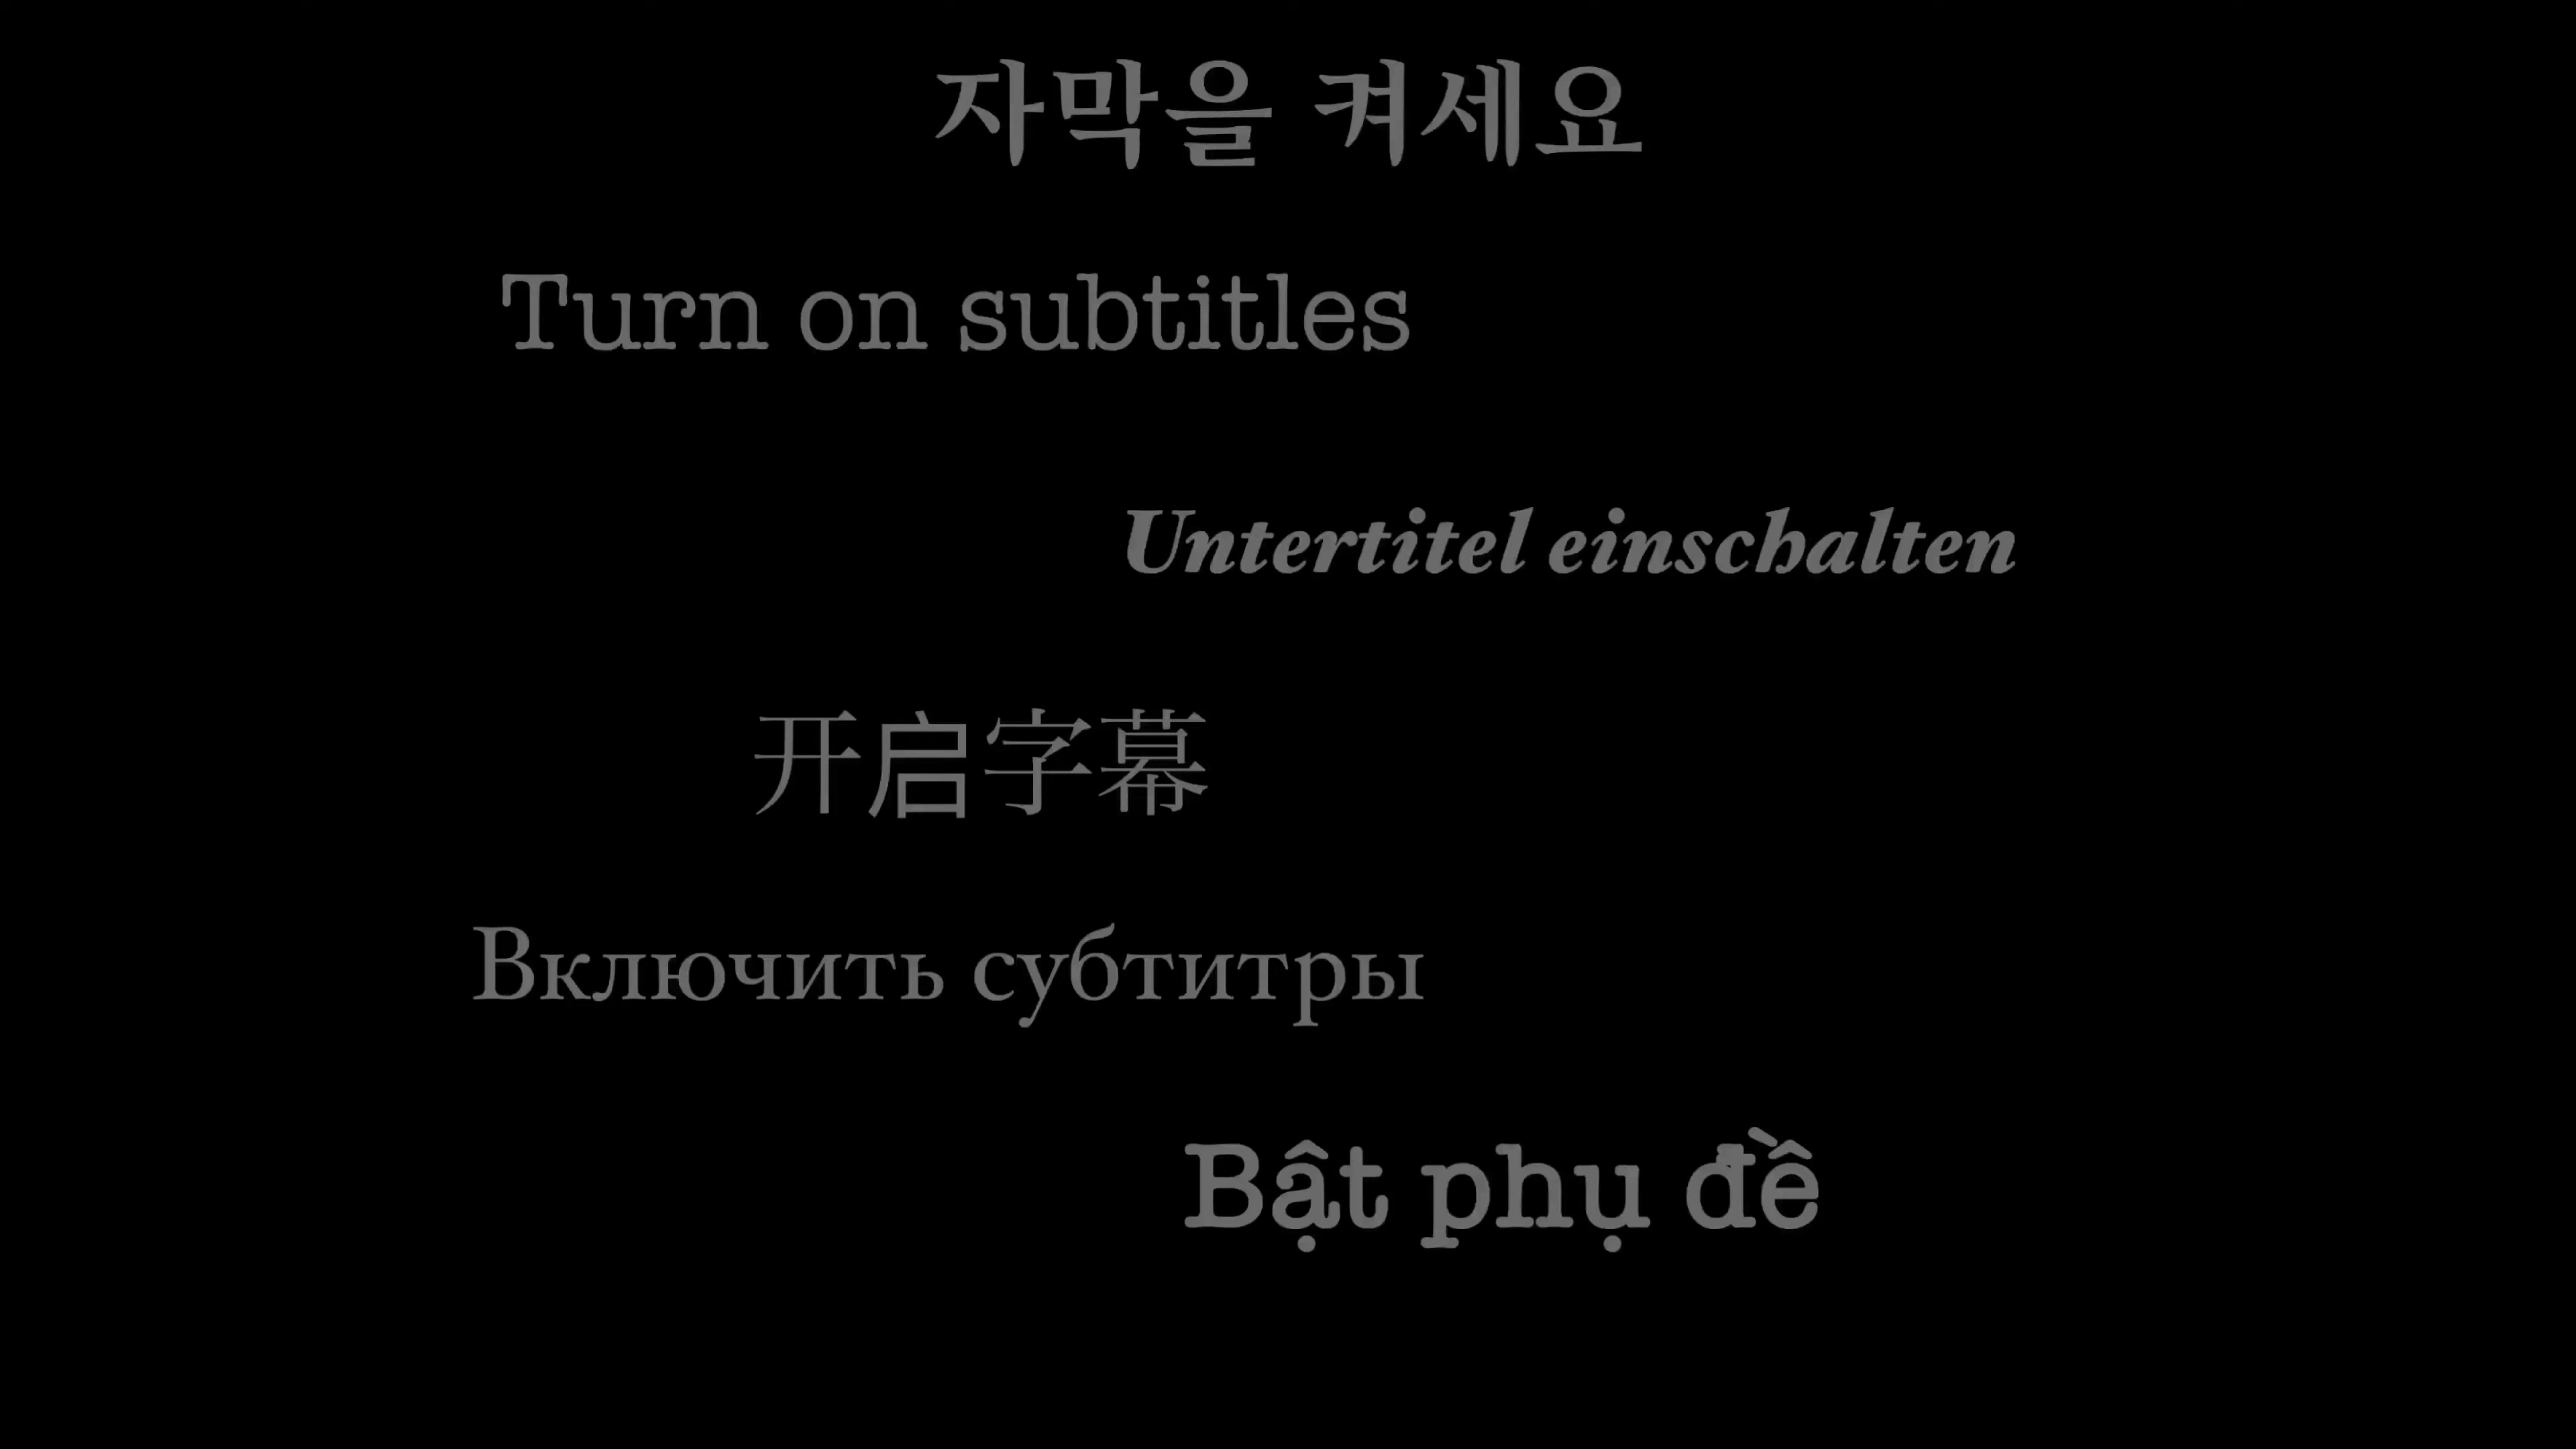 자막을 켜세요
Turn on subtitles
Untertitel einschalten
开启字幕
Включить субтитры
Bật phụ đề